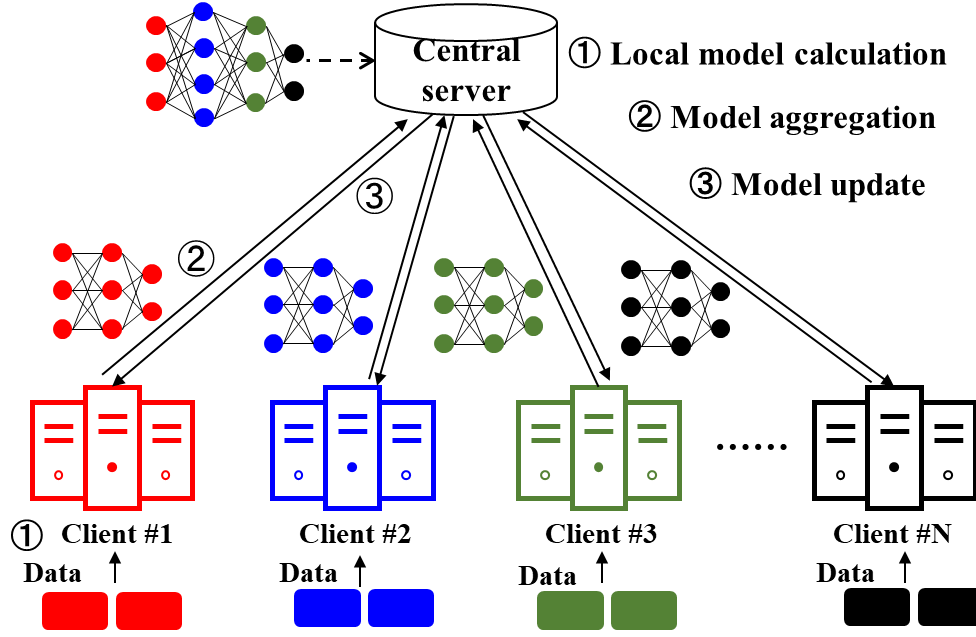 Central
server
① Local model calculation
② Model aggregation
③ Model update
③
②
......
① Client #1
Client #2
Client #3
Client #N
Data
Data
Data
Data